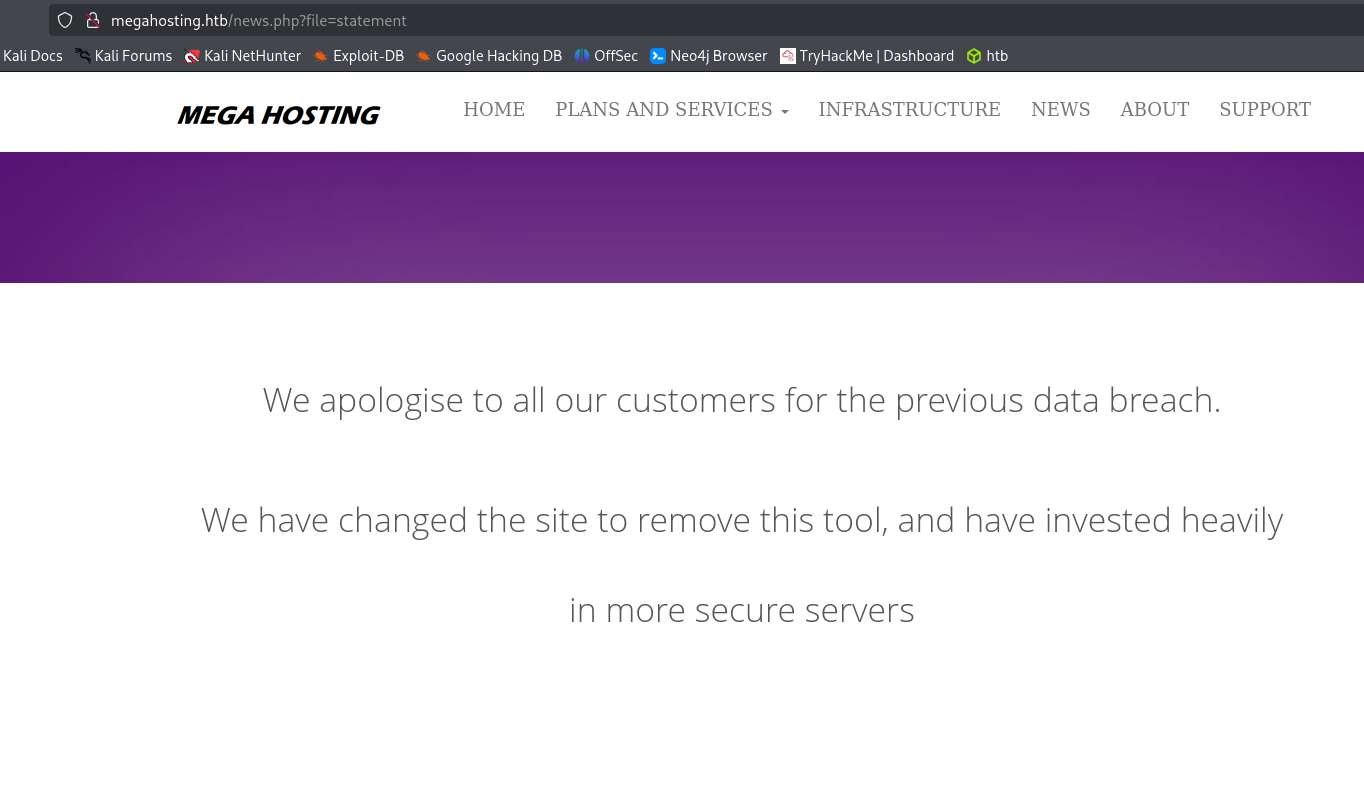 megahosting.htb/news.php?file=statement
Kali Docs Kali Forums Kali NetHunter Exploit-DB Google Hacking DB OffSec Neo4j Browser TryHackMe | Dashboard htb
MEGA HOSTING HOME PLANS AND SERVICES INFRASTRUCTURE NEWS ABOUT SUPPORT
We apologise to all our customers for the previous data breach.
We have changed the site to remove this tool, and have invested heavily
in more secure servers